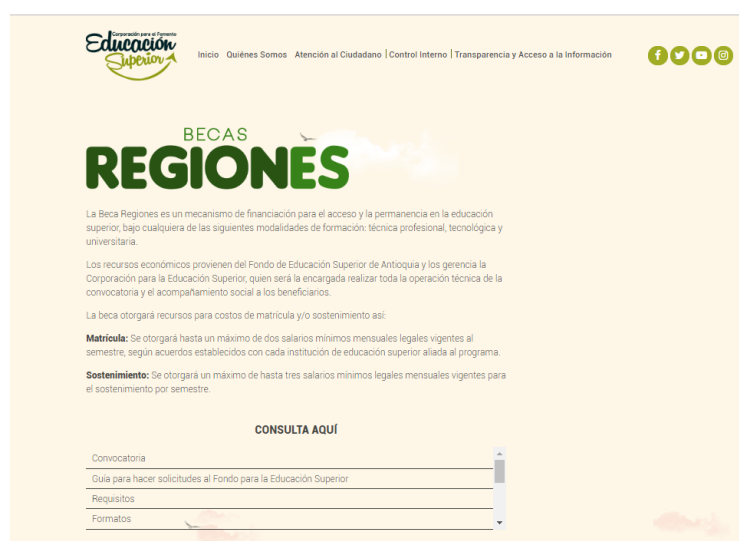 Corporación para el Fomento
Educación
Superior
Inicio Quiénes Somos Atención al Ciudadano | Control Interno | Transparencia y Acceso a la Información
BECAS
REGIONES
La Beca Regiones es un mecanismo de financiación para el acceso y la permanencia en la educación
superior, bajo cualquiera de las siguientes modalidades de formación: técnica profesional, tecnológica y
universitaria.
Los recursos económicos provienen del Fondo de Educación Superior de Antioquia y los gerencia la
Corporación para la Educación Superior, quien será la encargada realizar toda la operación técnica de la
convocatoria y el acompañamiento social a los beneficiarios.
La beca otorgará recursos para costos de matricula y/o sostenimiento así:
Matrícula: Se otorgará hasta un máximo de dos salarios mínimos mensuales legales vigentes al
semestre, según acuerdos establecidos con cada institución de educación superior aliada al programa.
Sostenimiento: Se otorgará un máximo de hasta tres salarios mínimos legales mensuales vigentes para
el sostenimiento por semestre.
CONSULTA AQUÍ
Convocatoria
Guía para hacer solicitudes al Fondo para la Educación Superior
Requisitos
Formatos